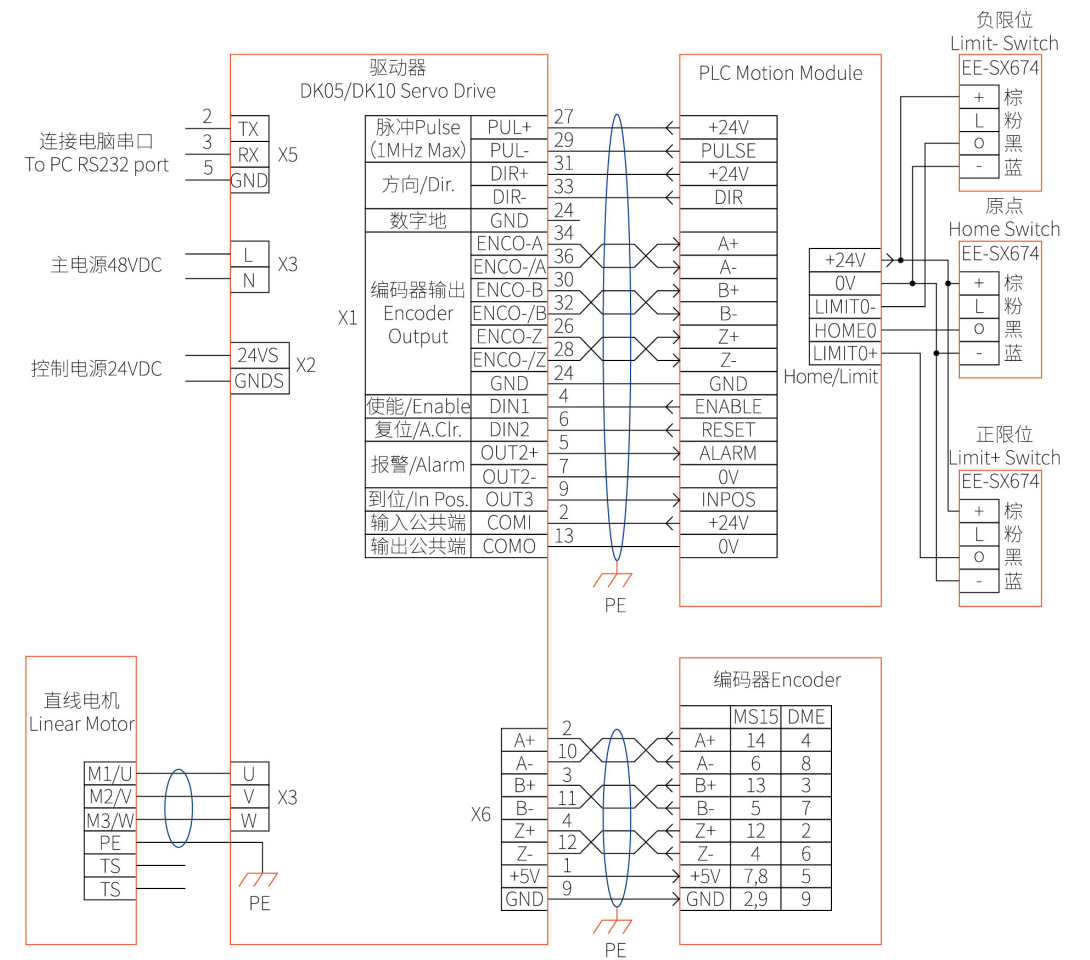 负限位
Limit- Switch
EE-SX674
+ 棕
L 粉
O 黑
- 蓝
原点
Home Switch
EE-SX674
+ 棕
L 粉
O 黑
- 蓝
正限位
Limit+ Switch
EE-SX674
+ 棕
L 粉
O 黑
- 蓝
驱动器
DK05/DK10 Servo Drive
连接电脑串口
To PC RS232 port
2 TX
3 RX
5 GND
X5
主电源48VDC
L
N
X3
控制电源24VDC
24VS
GNDS
X2
X1
脉冲Pulse
(1MHz Max)
PUL+ 27
PUL- 29
方向/Dir.
DIR+ 31
DIR- 33
数字地 GND 24
编码器输出
Encoder
Output
ENCO-A 34
ENCO-/A 36
ENCO-B 30
ENCO-/B 32
ENCO-Z 26
ENCO-/Z 28
GND 24
使能/Enable DIN1 4
复位/A.Clr. DIN2 6
报警/Alarm
OUT2+ 5
OUT2- 7
到位/In Pos. OUT3 9
输入公共端 COMI 2
输出公共端 COMO 13
PE
PLC Motion Module
+24V
PULSE
+24V
DIR
A+
A-
B+
B-
Z+
Z-
GND
ENABLE
RESET
ALARM
0V
INPOS
+24V
0V
+24V
0V
LIMIT0-
HOME0
LIMIT0+
Home/Limit
直线电机
Linear Motor
M1/U
M2/V
M3/W
PE
TS
TS
U
V
W
X3
PE
X6
A+ 2
A- 10
B+ 3
B- 11
Z+ 4
Z- 12
+5V 1
GND 9
PE
编码器Encoder
MS15 DME
A+ 14 4
A- 6 8
B+ 13 3
B- 5 7
Z+ 12 2
Z- 4 6
+5V 7,8 5
GND 2,9 9